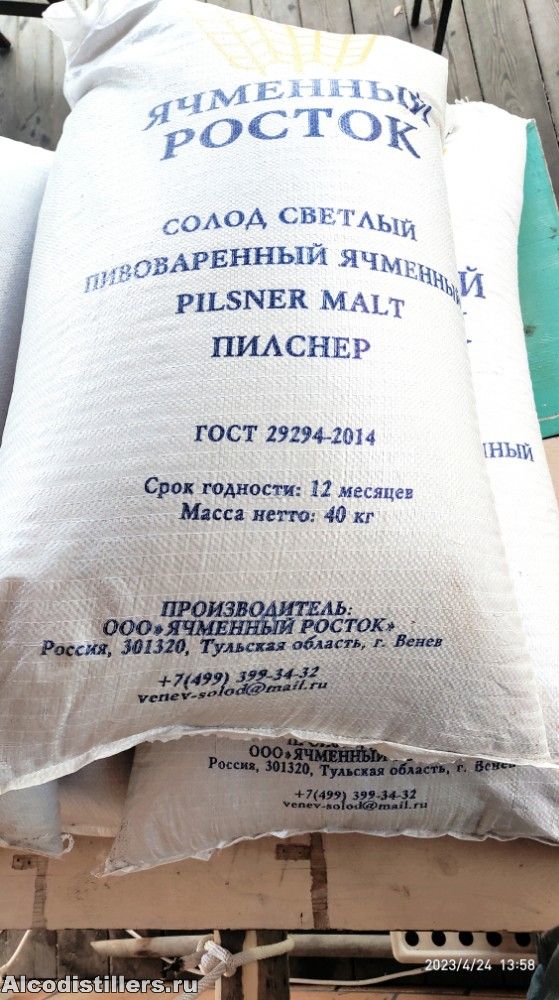 ЯЧМЕННЫЙ
РОСТОК
СОЛОД СВЕТЛЫЙ
ПИВОВАРЕННЫЙ ЯЧМЕННЫЙ
PILSNER MALT
ПИЛСНЕР
ГОСТ 29294-2014
Срок годности: 12 месяцев
Масса нетто: 40 кг
ПРОИЗВОДИТЕЛЬ:
ООО»ЯЧМЕННЫЙ РОСТОК»
Россия, 301320, Тульская область, г. Венев
+7(499) 399-34-32
venev-solod@mail.ru
Й
ННЫЙ
ООО»ЯЧМЕННЫЙ
Россия, 301320, Тульская область, г. Венев
+7(499) 399-34-32
venev-solod@mail.ru
2023/4/24 13:58
Alcodistillers.ru